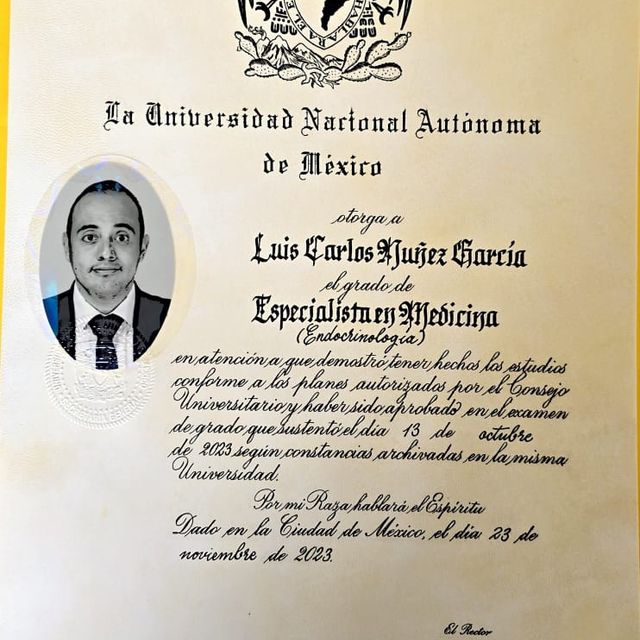 HABLARA EL E
La Universidad Nacional Autónoma
de México
otorga a
Luis Carlos Nuñez García
el grado de
Especialista en Medicina
(Endocrinología)
en atención a que demostró tener hechos los estudios
conforme a los planes autorizados por el Consejo
Universitario y haber sido aprobado en el examen
de grado que sustentó el día 13 de octubre
de 2023 según constancias archivadas en la misma
Universidad.
Por mi Raza hablará el Espíritu
Dado en la Ciudad de México, el día 23 de
noviembre de 2023.
El Rector